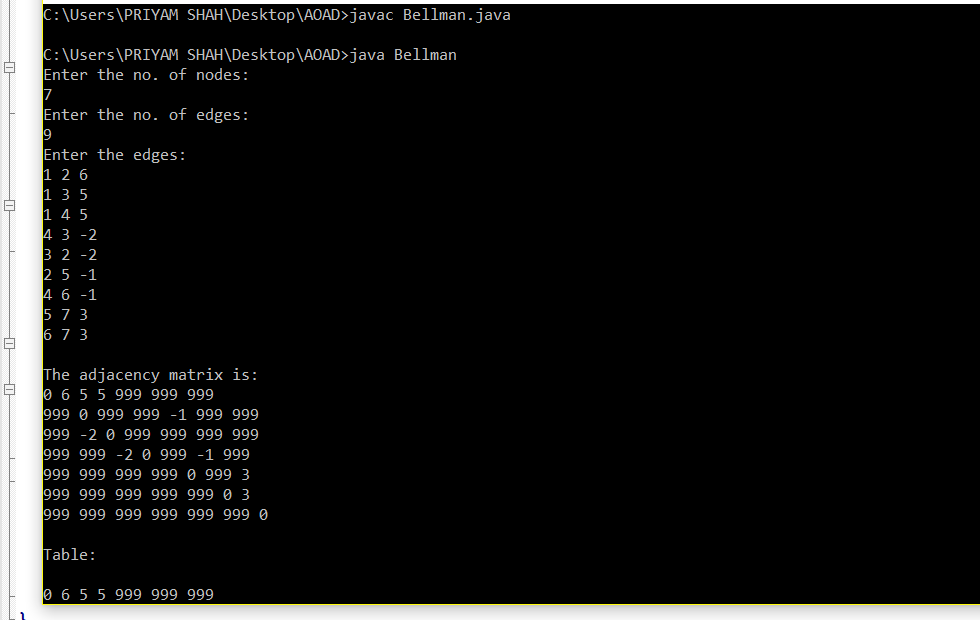 C:\Users\PRIYAM SHAH\Desktop\AOAD>javac Bellman.java
C:\Users\PRIYAM SHAH\Desktop\AOAD>java Bellman
Enter the no. of nodes:
7
Enter the no. of edges:
9
Enter the edges:
1 2 6
1 3 5
1 4 5
4 3 -2
3 2 -2
2 5 -1
4 6 -1
5 7 3
6 7 3
The adjacency matrix is:
0 6 5 5 999 999 999
999 0 999 999 -1 999 999
999 -2 0 999 999 999 999
999 999 -2 0 999 -1 999
999 999 999 999 0 999 3
999 999 999 999 999 0 3
999 999 999 999 999 999 0
Table:
0 6 5 5 999 999 999
}